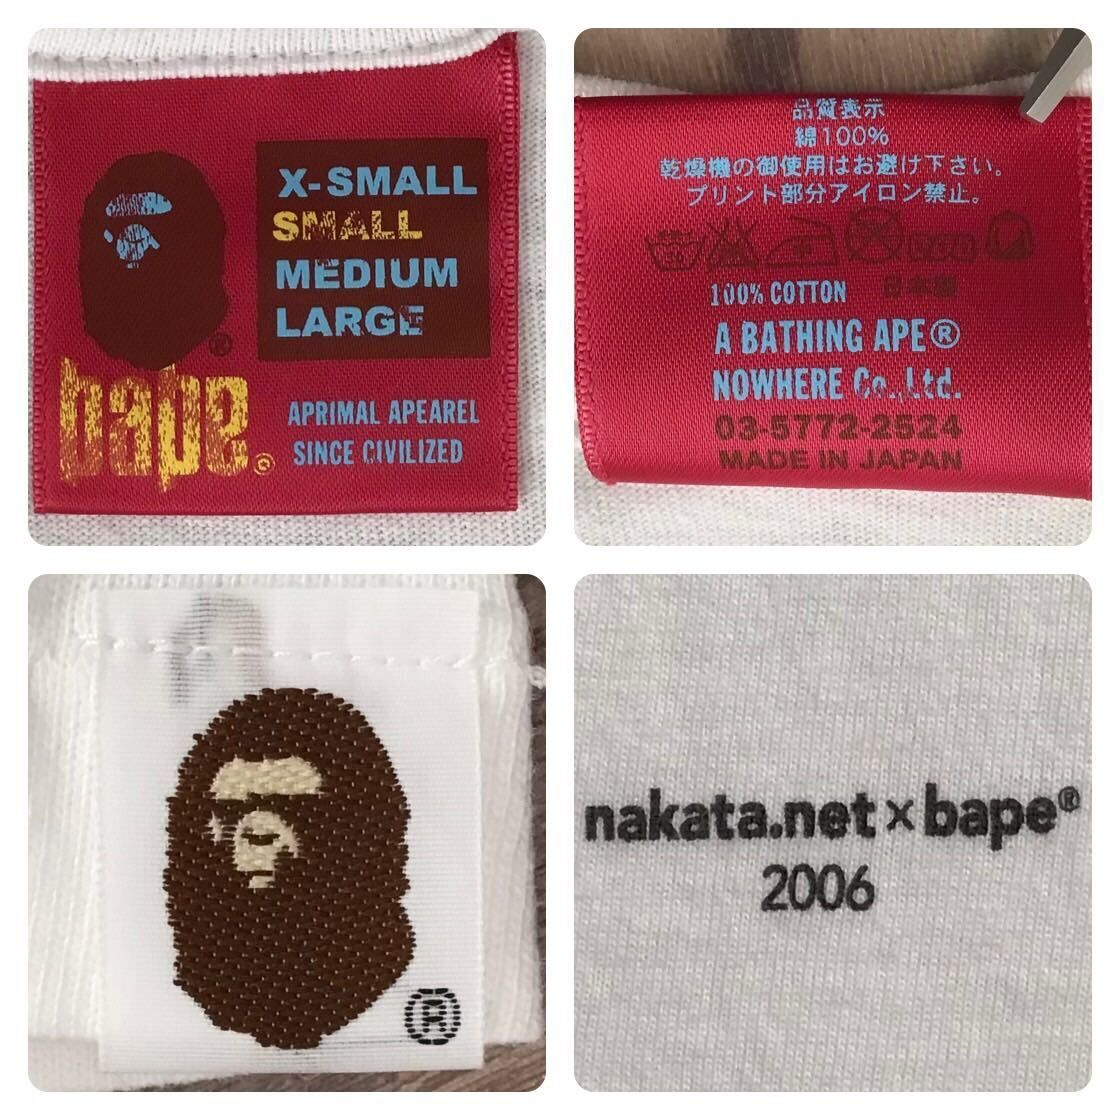 X-SMALL
SMALL
MEDIUM
LARGE
®
bape®
APRIMAL APEAREL
SINCE CIVILIZED
品質表示
綿100%
乾燥機の御使用はお避け下さい。
プリント部分アイロン禁止。
100% COTTON 日本製
A BATHING APE®
NOWHERE Co.,Ltd.
03-5772-2524
MADE IN JAPAN
®
nakata.net×bape®
2006